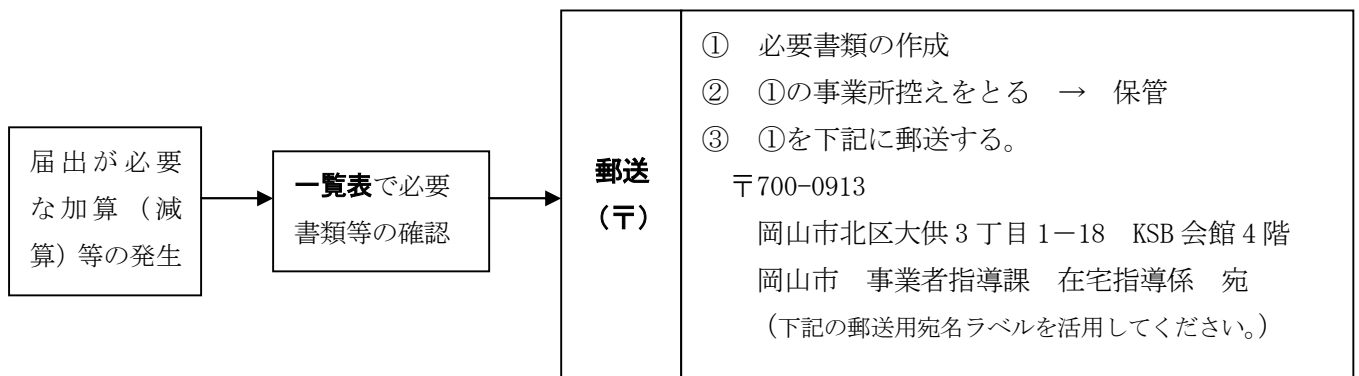 届出が必要
な加算（減
算）等の発生
一覧表で必要
書類等の確認
郵送
（〒）
①　必要書類の作成
②　①の事業所控えをとる　→　保管
③　①を下記に郵送する。
〒700-0913
岡山市北区大供３丁目１－18　KSB 会館４階
岡山市　事業者指導課　在宅指導係　宛
（下記の郵送用宛名ラベルを活用してください。）